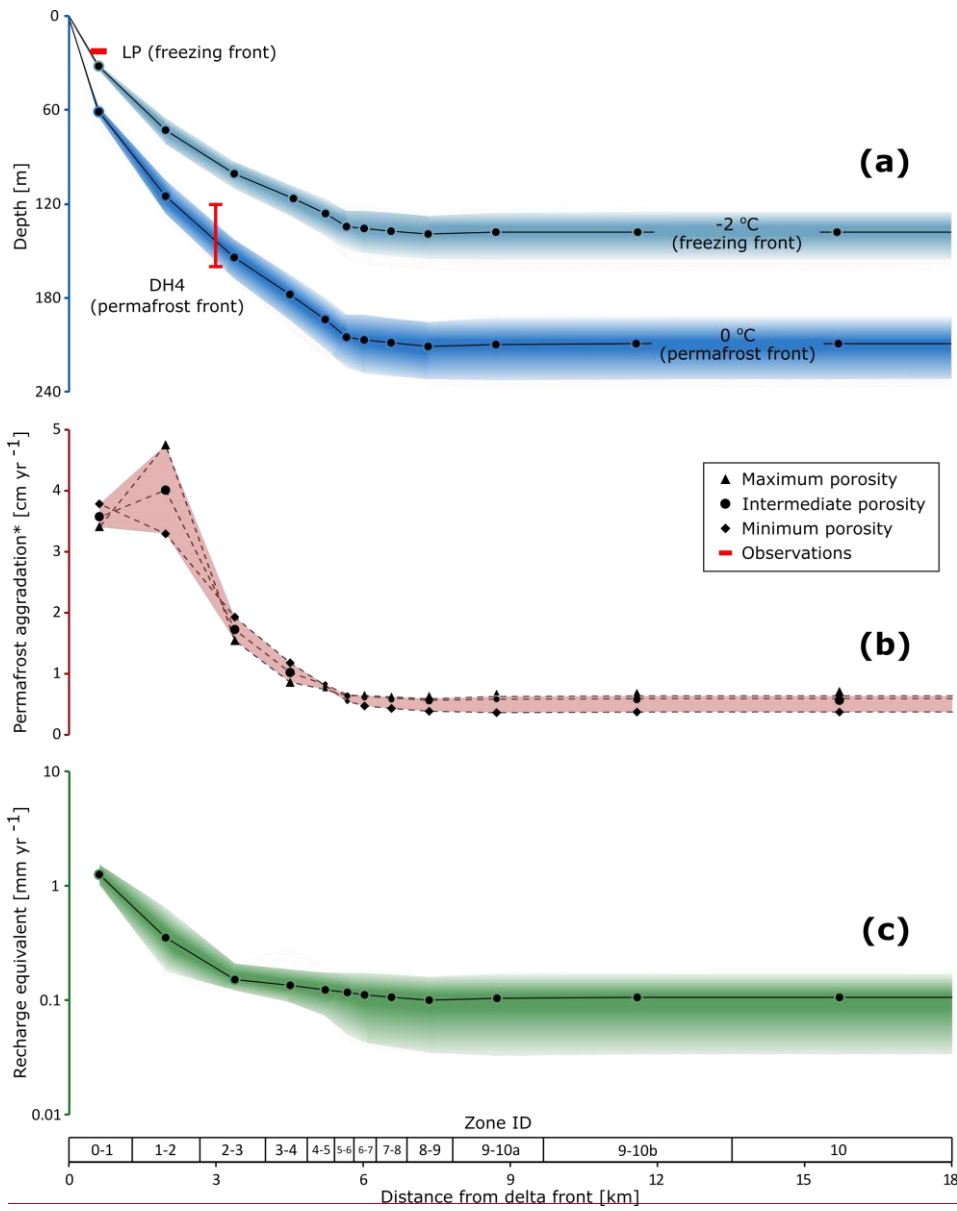 0
60
120
180
240
Depth [m]
LP (freezing front)
DH4
(permafrost front)
(a)
-2 °C
(freezing front)
0 °C
(permafrost front)
5
4
3
2
1
0
Permafrost aggradation* [cm yr -1]
Maximum porosity
Intermediate porosity
Minimum porosity
Observations
(b)
10
1
0.1
0.01
Recharge equivalent [mm yr -1]
(c)
Zone ID
0-1 1-2 2-3 3-4 4-5 5-6 6-7 7-8 8-9 9-10a 9-10b 10
0 3 6 9 12 15 18
Distance from delta front [km]